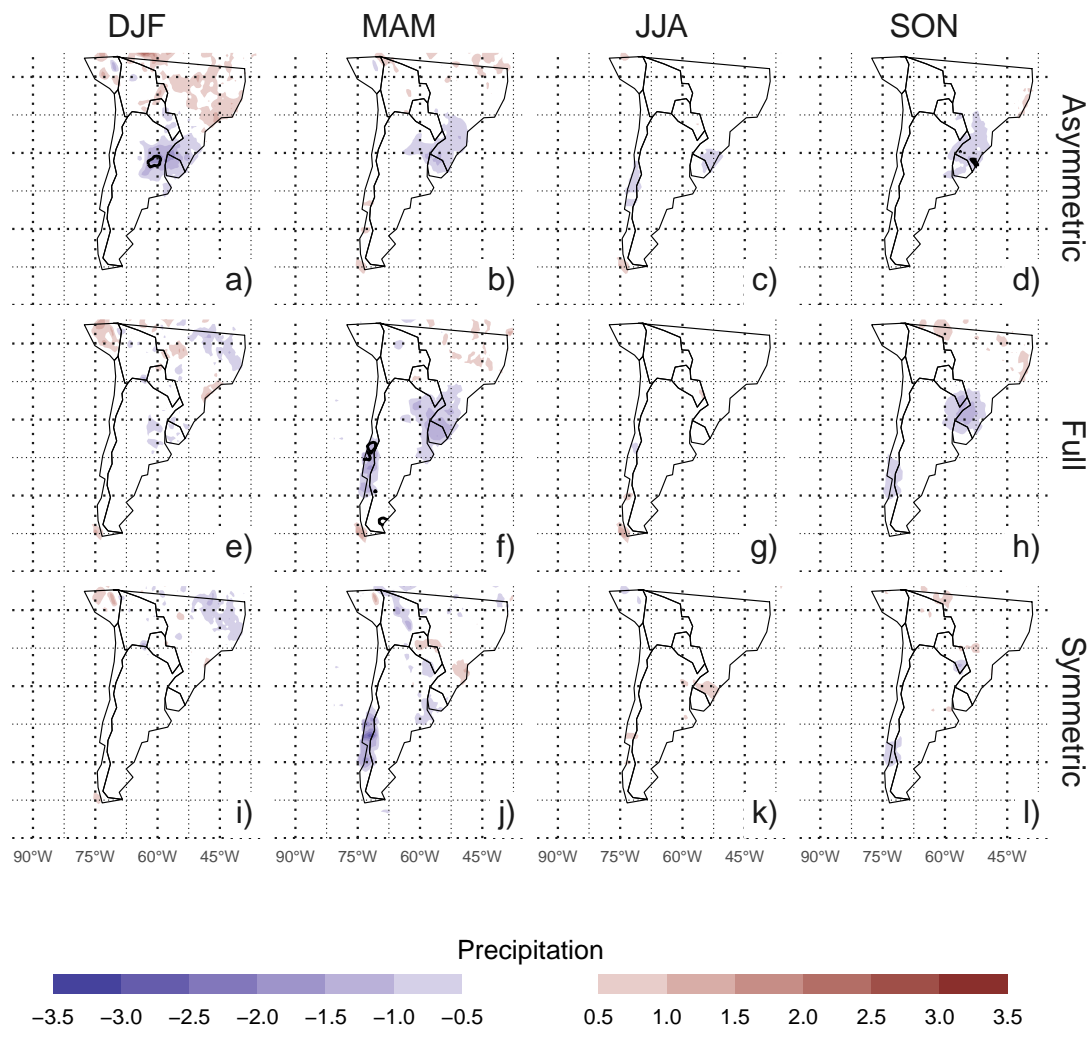 DJF MAM JJA SON
Asymmetric
a) b) c) d)
Full
e) f) g) h)
Symmetric
i) j) k) l)
90°W 75°W 60°W 45°W 90°W 75°W 60°W 45°W 90°W 75°W 60°W 45°W 90°W 75°W 60°W 45°W
Precipitation
−3.5 −3.0 −2.5 −2.0 −1.5 −1.0 −0.5 0.5 1.0 1.5 2.0 2.5 3.0 3.5